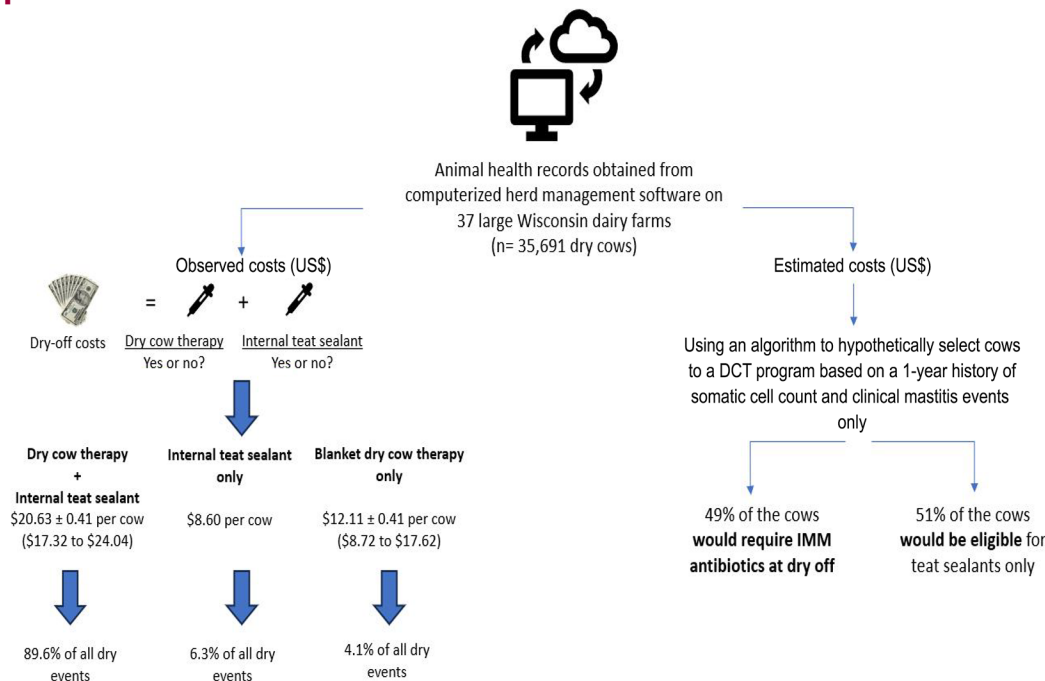 Animal health records obtained from
computerized herd management software on
37 large Wisconsin dairy farms
(n= 35,691 dry cows)
Observed costs (US$)
=
+
Dry-off costs
Dry cow therapy
Yes or no?
Internal teat sealant
Yes or no?
Dry cow therapy
+
Internal teat sealant
$20.63 ± 0.41 per cow
($17.32 to $24.04)
Internal teat sealant
only
$8.60 per cow
Blanket dry cow therapy
only
$12.11 ± 0.41 per cow
($8.72 to $17.62)
89.6% of all dry
events
6.3% of all dry
events
4.1% of all dry
events
Estimated costs (US$)
Using an algorithm to hypothetically select cows
to a DCT program based on a 1-year history of
somatic cell count and clinical mastitis events
only
49% of the cows
would require IMM
antibiotics at dry off
51% of the cows
would be eligible for
teat sealants only